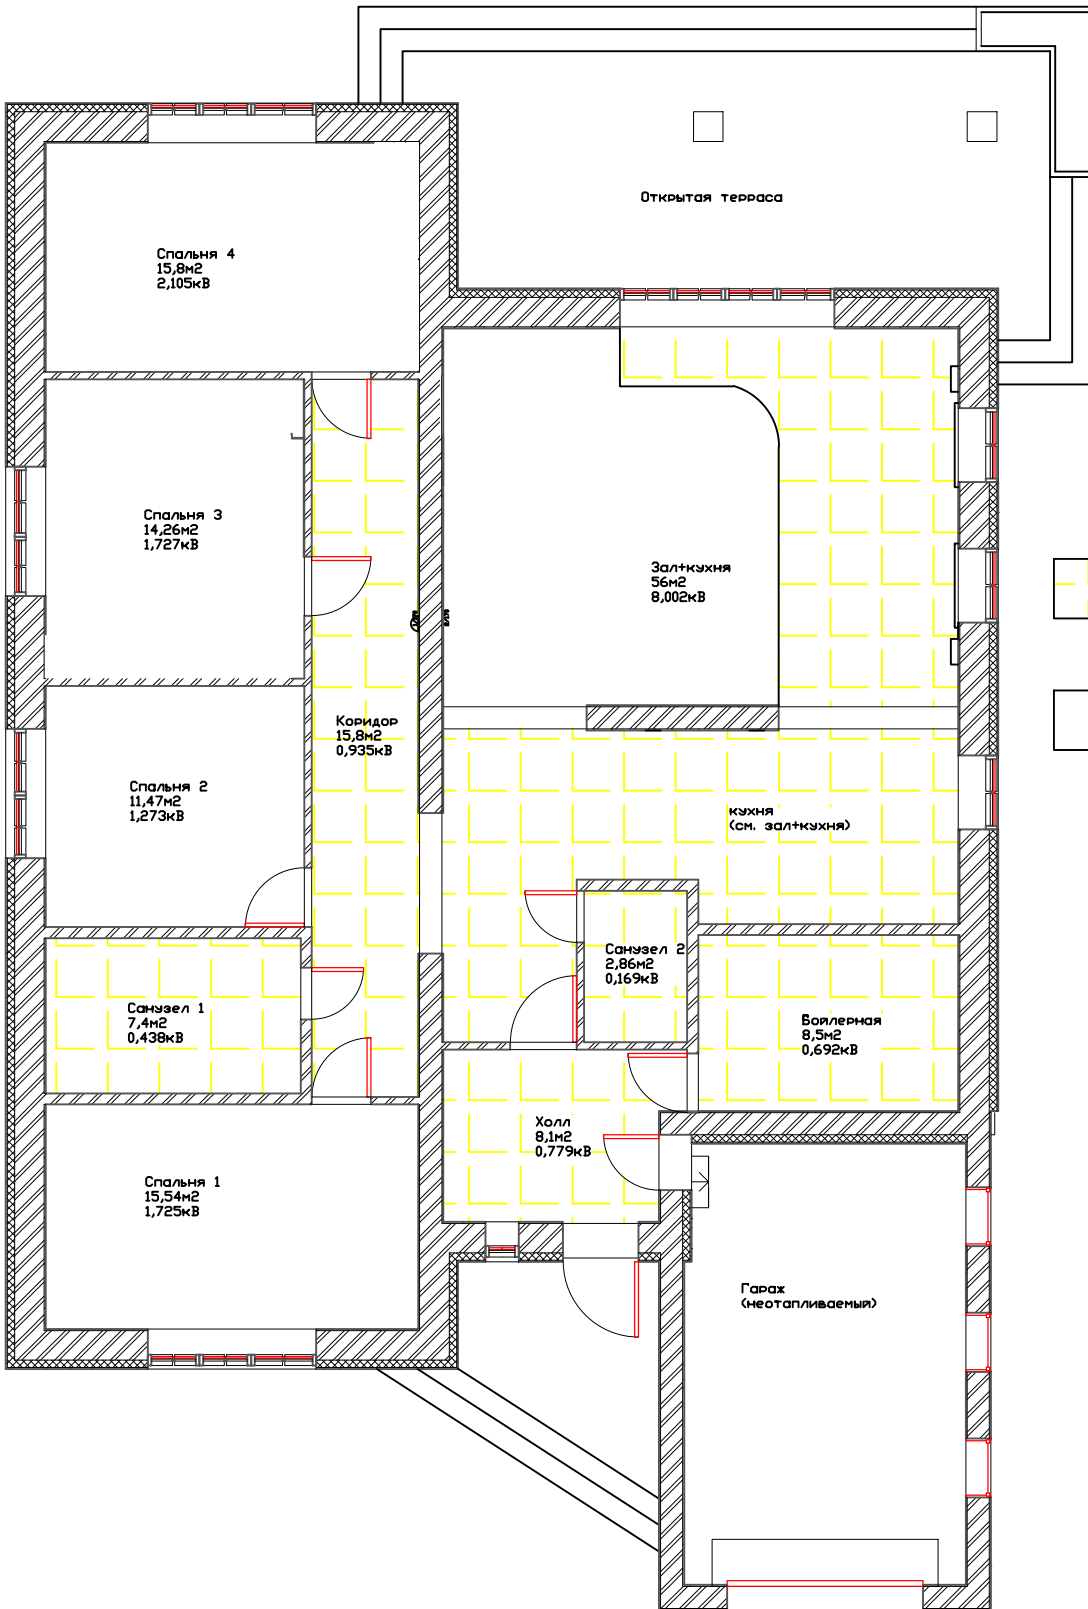 Открытая терраса
Спальня 4
15,8м2
2,105кВ
Спальня 3
14,26м2
1,727кВ
Зал+кухня
56м2
8,002кВ
Коридор
15,8м2
0,935кВ
Спальня 2
11,47м2
1,273кВ
кухня
(см. зал+кухня)
Санузел 2
2,86м2
0,169кВ
Санузел 1
7,4м2
0,438кВ
Бойлерная
8,5м2
0,692кВ
Холл
8,1м2
0,779кВ
Спальня 1
15,54м2
1,725кВ
Гараж
(неотапливаемый)